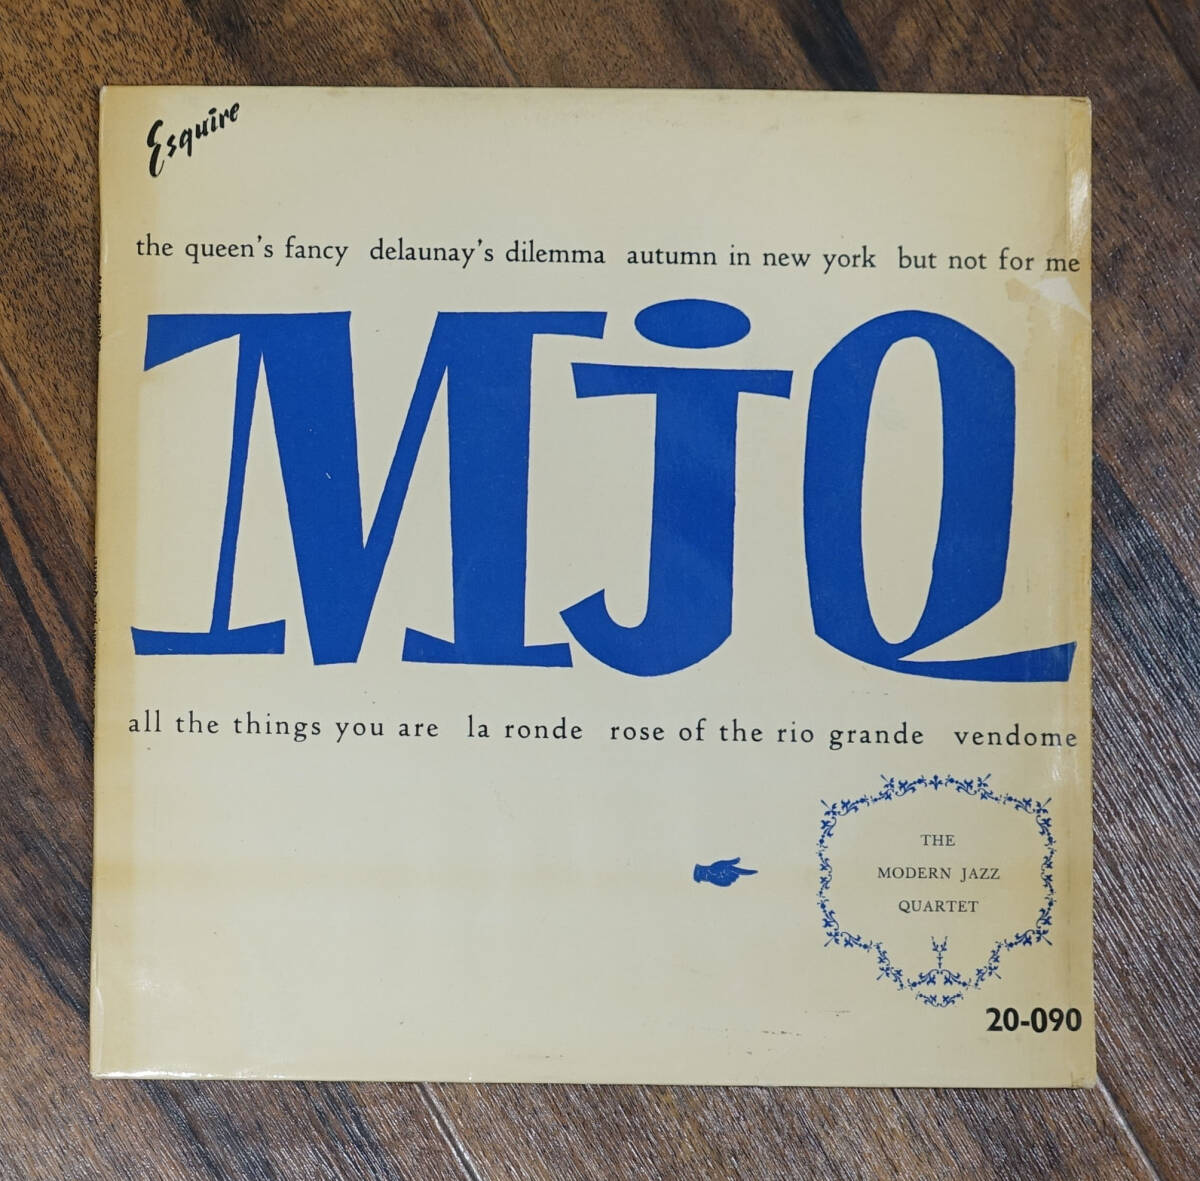 Esquire
the queen's fancy delaunay's dilemma autumn in new york but not for me
MjQ
all the things you are la ronde rose of the rio grande vendome
THE
MODERN JAZZ
QUARTET
20-090